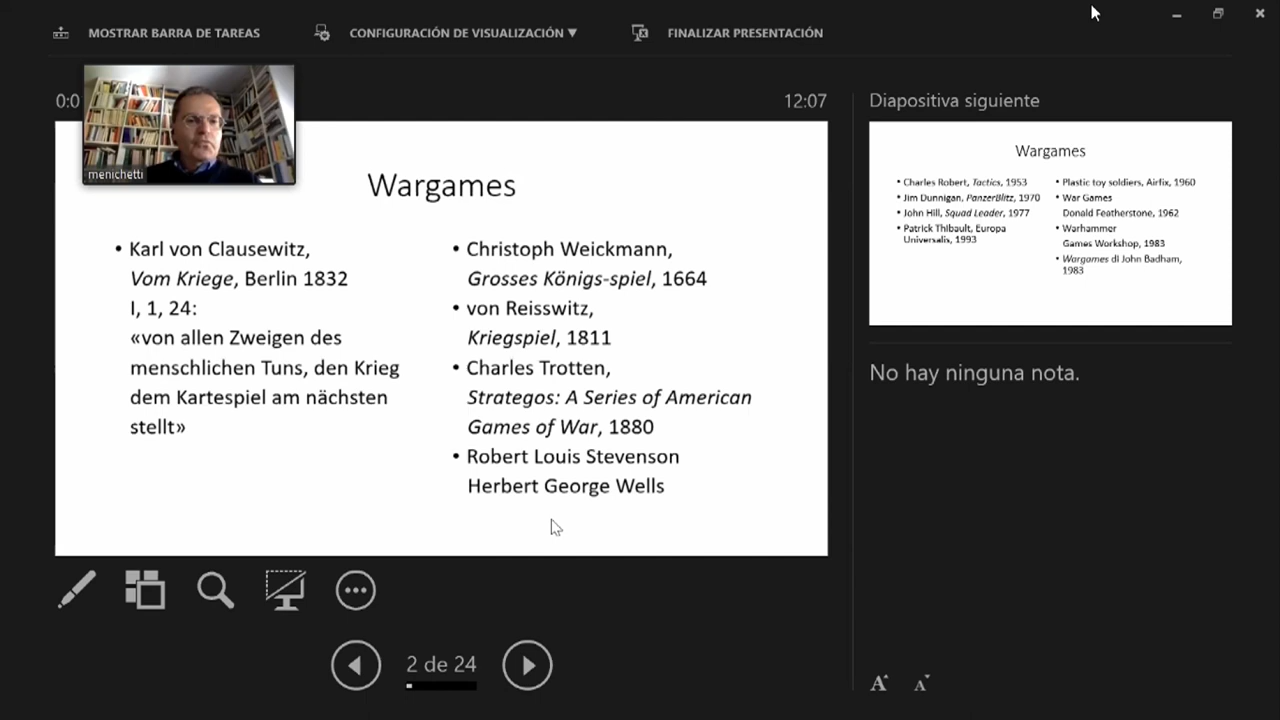 MOSTRAR BARRA DE TAREAS
CONFIGURACIÓN DE VISUALIZACIÓN ▼
FINALIZAR PRESENTACIÓN
0:0
12:07
menichetti
Wargames
• Karl von Clausewitz,
Vom Kriege, Berlin 1832
I, 1, 24:
«von allen Zweigen des
menschlichen Tuns, den Krieg
dem Kartespiel am nächsten
stellt»
• Christoph Weickmann,
Grosses Königs-spiel, 1664
• von Reisswitz,
Kriegspiel, 1811
• Charles Trotten,
Strategos: A Series of American
Games of War, 1880
• Robert Louis Stevenson
Herbert George Wells
Diapositiva siguiente
Wargames
• Charles Robert, Tactics, 1953
• Jim Dunnigan, PanzerBlitz, 1970
• John Hill, Squad Leader, 1977
• Patrick Thibault, Europa
Universalis, 1993
• Plastic toy soldiers, Airfix, 1960
• War Games
Donald Featherstone, 1962
• Warhammer
Games Workshop, 1983
• Wargames di John Badham,
1983
No hay ninguna nota.
2 de 24
A A